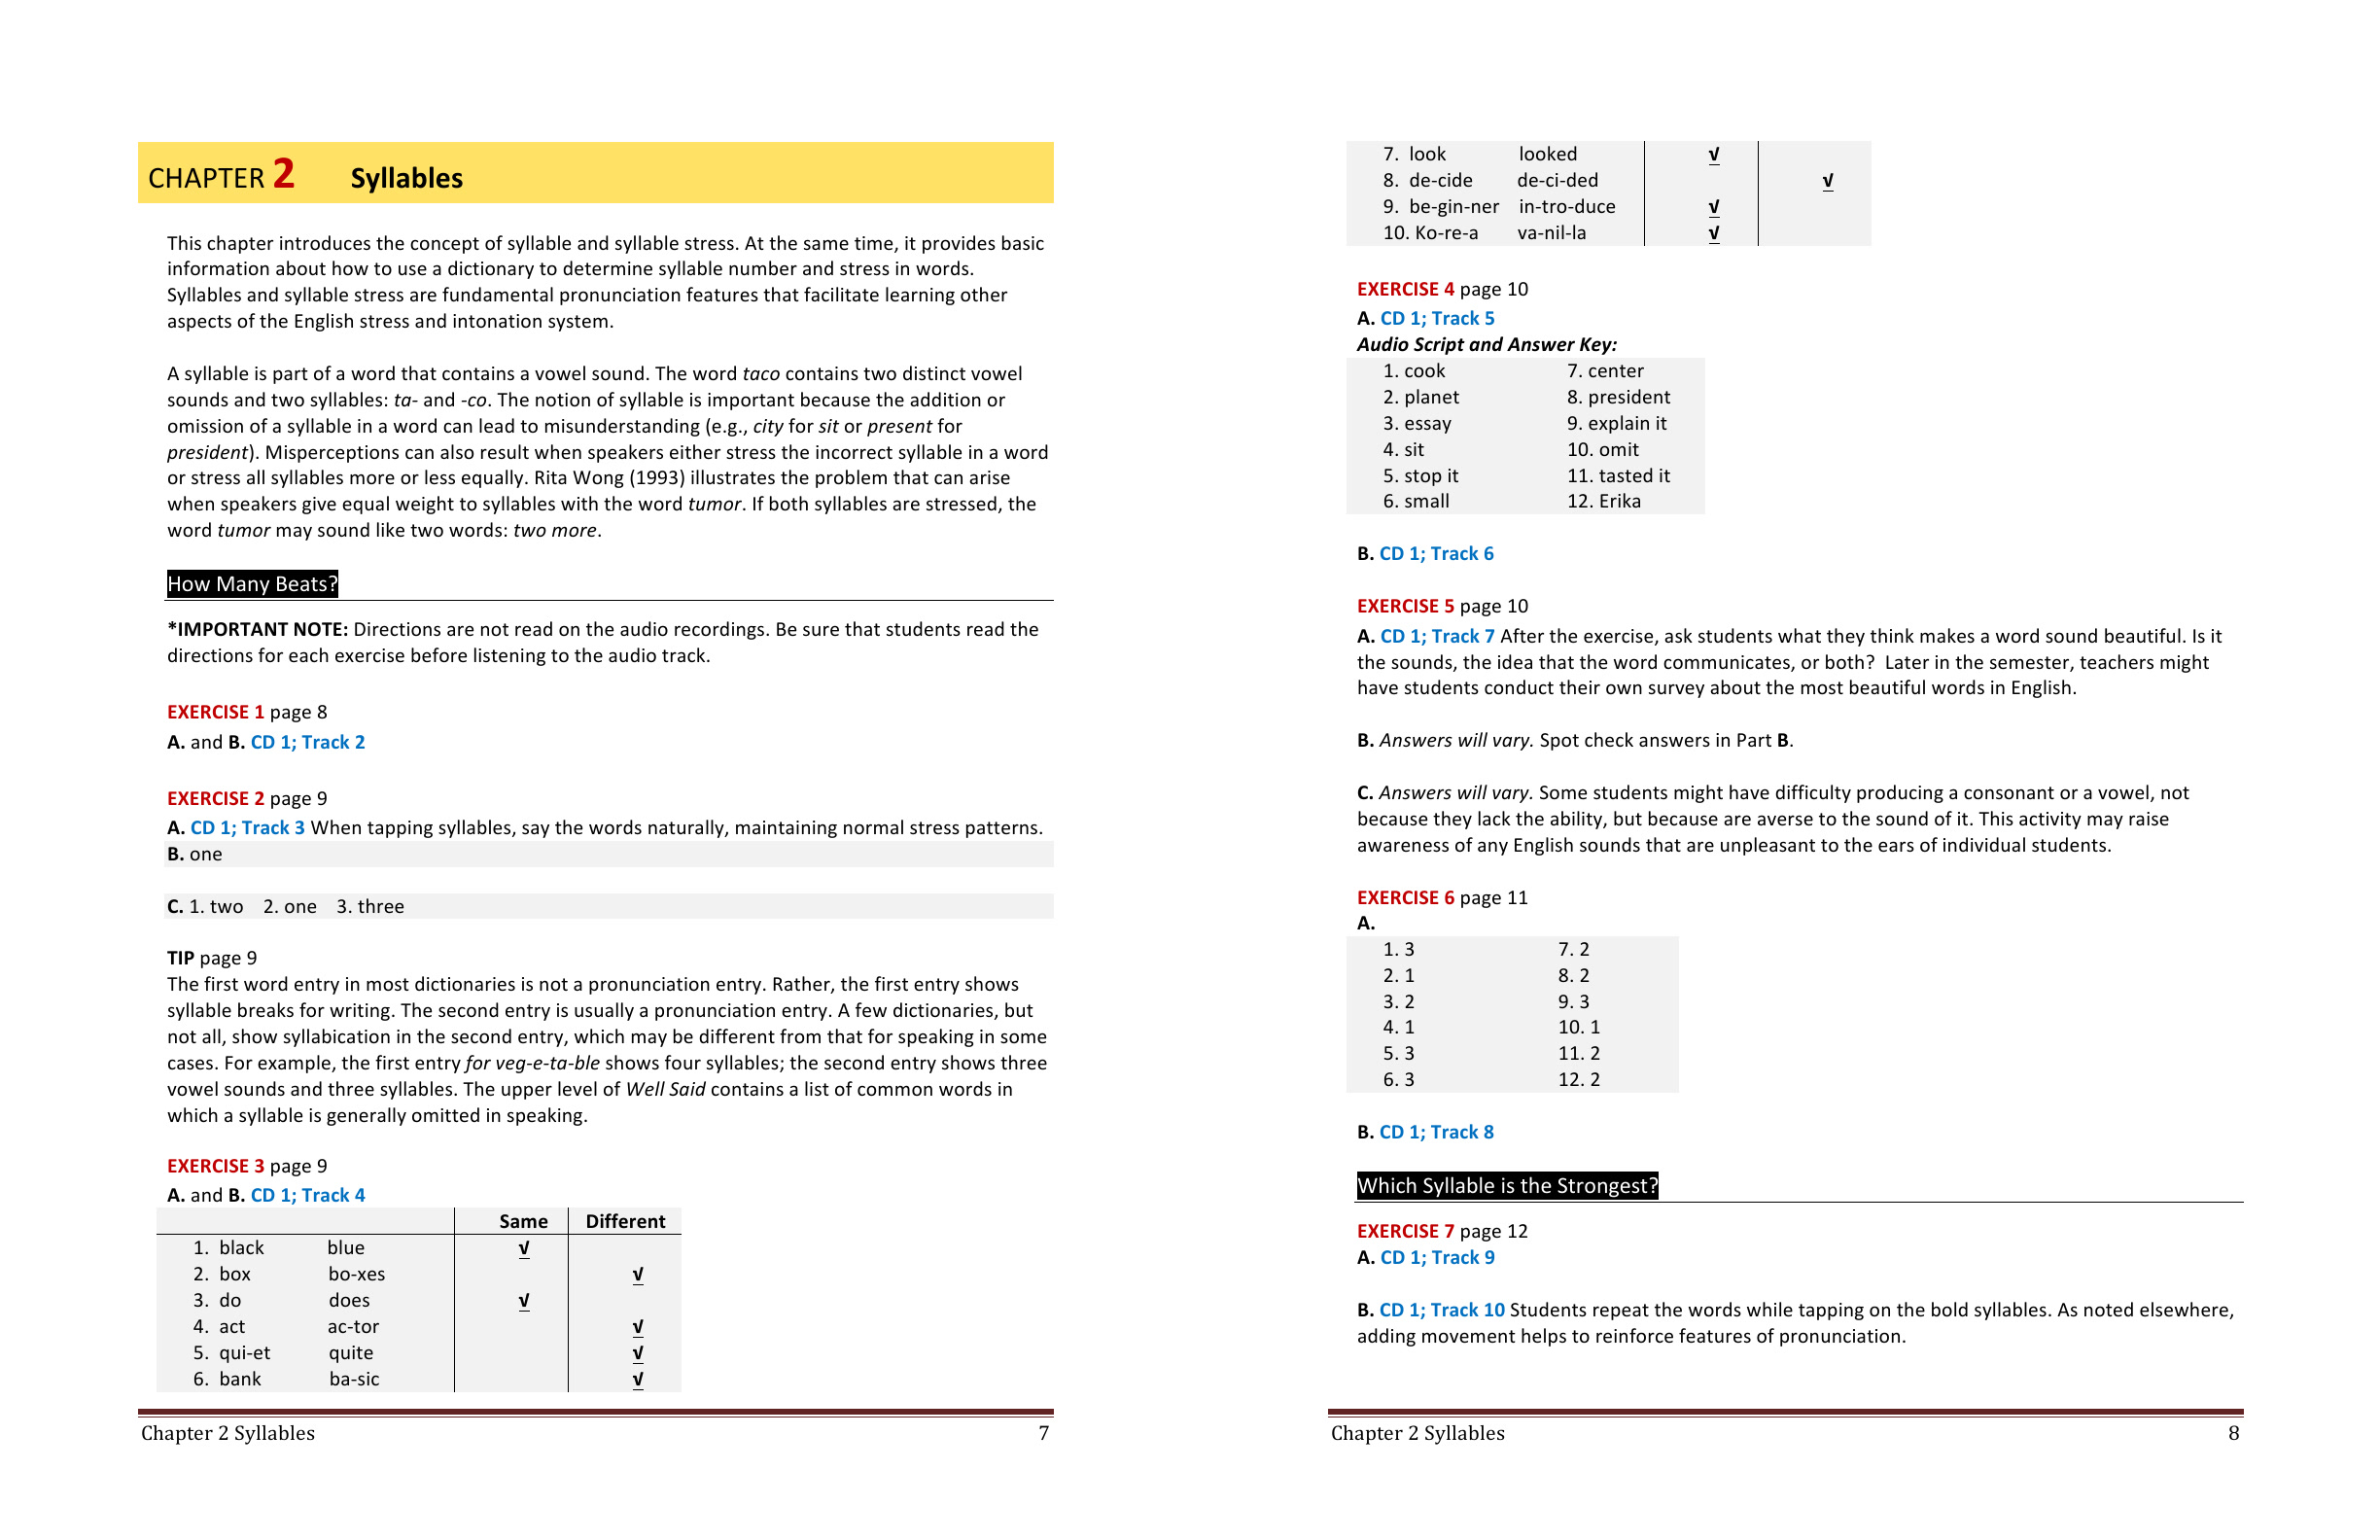 CHAPTER 2 Syllables
This chapter introduces the concept of syllable and syllable stress. At the same time, it provides basic
information about how to use a dictionary to determine syllable number and stress in words.
Syllables and syllable stress are fundamental pronunciation features that facilitate learning other
aspects of the English stress and intonation system.
A syllable is part of a word that contains a vowel sound. The word taco contains two distinct vowel
sounds and two syllables: ta- and -co. The notion of syllable is important because the addition or
omission of a syllable in a word can lead to misunderstanding (e.g., city for sit or present for
president). Misperceptions can also result when speakers either stress the incorrect syllable in a word
or stress all syllables more or less equally. Rita Wong (1993) illustrates the problem that can arise
when speakers give equal weight to syllables with the word tumor. If both syllables are stressed, the
word tumor may sound like two words: two more.
How Many Beats?
*IMPORTANT NOTE: Directions are not read on the audio recordings. Be sure that students read the
directions for each exercise before listening to the audio track.
EXERCISE 1 page 8
A. and B. CD 1; Track 2
EXERCISE 2 page 9
A. CD 1; Track 3 When tapping syllables, say the words naturally, maintaining normal stress patterns.
B. one
C. 1. two 2. one 3. three
TIP page 9
The first word entry in most dictionaries is not a pronunciation entry. Rather, the first entry shows
syllable breaks for writing. The second entry is usually a pronunciation entry. A few dictionaries, but
not all, show syllabication in the second entry, which may be different from that for speaking in some
cases. For example, the first entry for veg-e-ta-ble shows four syllables; the second entry shows three
vowel sounds and three syllables. The upper level of Well Said contains a list of common words in
which a syllable is generally omitted in speaking.
EXERCISE 3 page 9
A. and B. CD 1; Track 4
Same Different
1. black blue √
2. box bo-xes √
3. do does √
4. act ac-tor √
5. qui-et quite √
6. bank ba-sic √
Chapter 2 Syllables 7
7. look looked √
8. de-cide de-ci-ded √
9. be-gin-ner in-tro-duce √
10. Ko-re-a va-nil-la √
EXERCISE 4 page 10
A. CD 1; Track 5
Audio Script and Answer Key:
1. cook 7. center
2. planet 8. president
3. essay 9. explain it
4. sit 10. omit
5. stop it 11. tasted it
6. small 12. Erika
B. CD 1; Track 6
EXERCISE 5 page 10
A. CD 1; Track 7 After the exercise, ask students what they think makes a word sound beautiful. Is it
the sounds, the idea that the word communicates, or both? Later in the semester, teachers might
have students conduct their own survey about the most beautiful words in English.
B. Answers will vary. Spot check answers in Part B.
C. Answers will vary. Some students might have difficulty producing a consonant or a vowel, not
because they lack the ability, but because are averse to the sound of it. This activity may raise
awareness of any English sounds that are unpleasant to the ears of individual students.
EXERCISE 6 page 11
A.
1. 3 7. 2
2. 1 8. 2
3. 2 9. 3
4. 1 10. 1
5. 3 11. 2
6. 3 12. 2
B. CD 1; Track 8
Which Syllable is the Strongest?
EXERCISE 7 page 12
A. CD 1; Track 9
B. CD 1; Track 10 Students repeat the words while tapping on the bold syllables. As noted elsewhere,
adding movement helps to reinforce features of pronunciation.
Chapter 2 Syllables 8